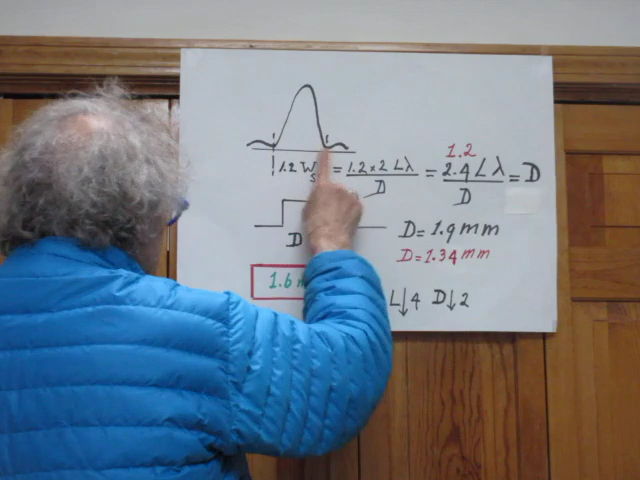 1.2
1.2 W = 1.2 × 2 Lλ / D = 2.4 Lλ / D = D
D
D = 1.9 mm
D = 1.34 mm
1.6
L↓4 D↓2